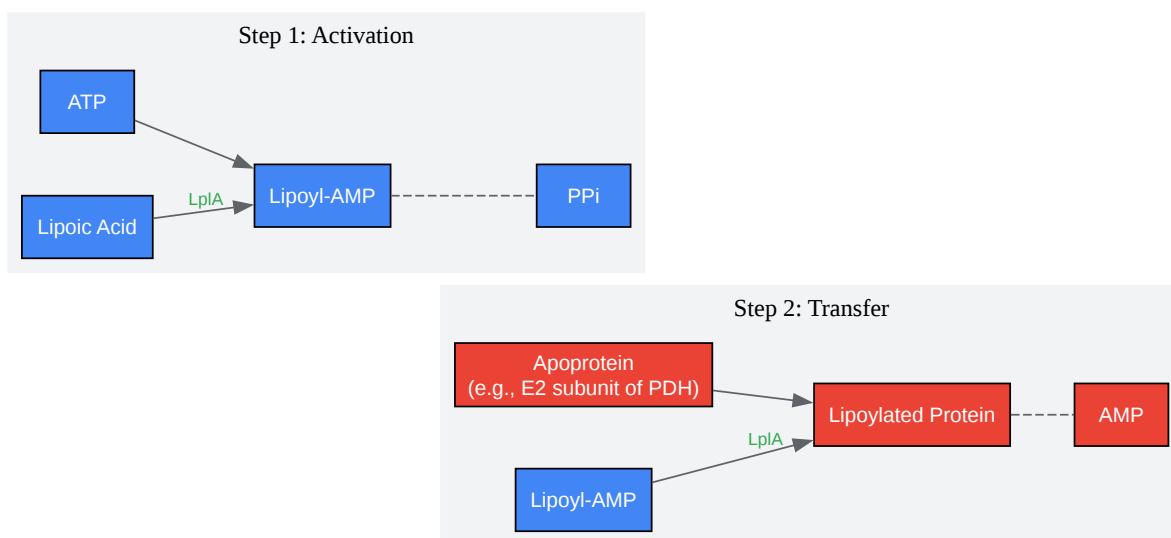 Step 1: Activation
ATP
LplA
Lipoyl-AMP
PPi
Lipoic Acid
Step 2: Transfer
Apoprotein
(e.g., E2 subunit of PDH)
Lipoylated Protein
AMP
LplA
Lipoyl-AMP